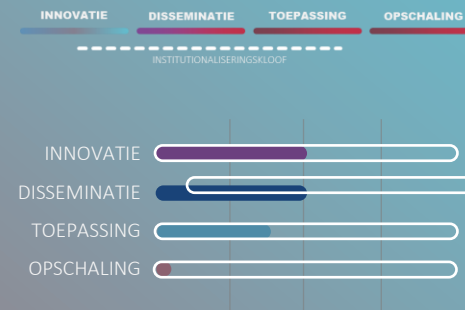 INNOVATIE DISSEMINATIE TOEPASSING OPSCHALING
INSTITUTIONALISERINGSKLOOF
INNOVATIE
DISSEMINATIE
TOEPASSING
OPSCHALING